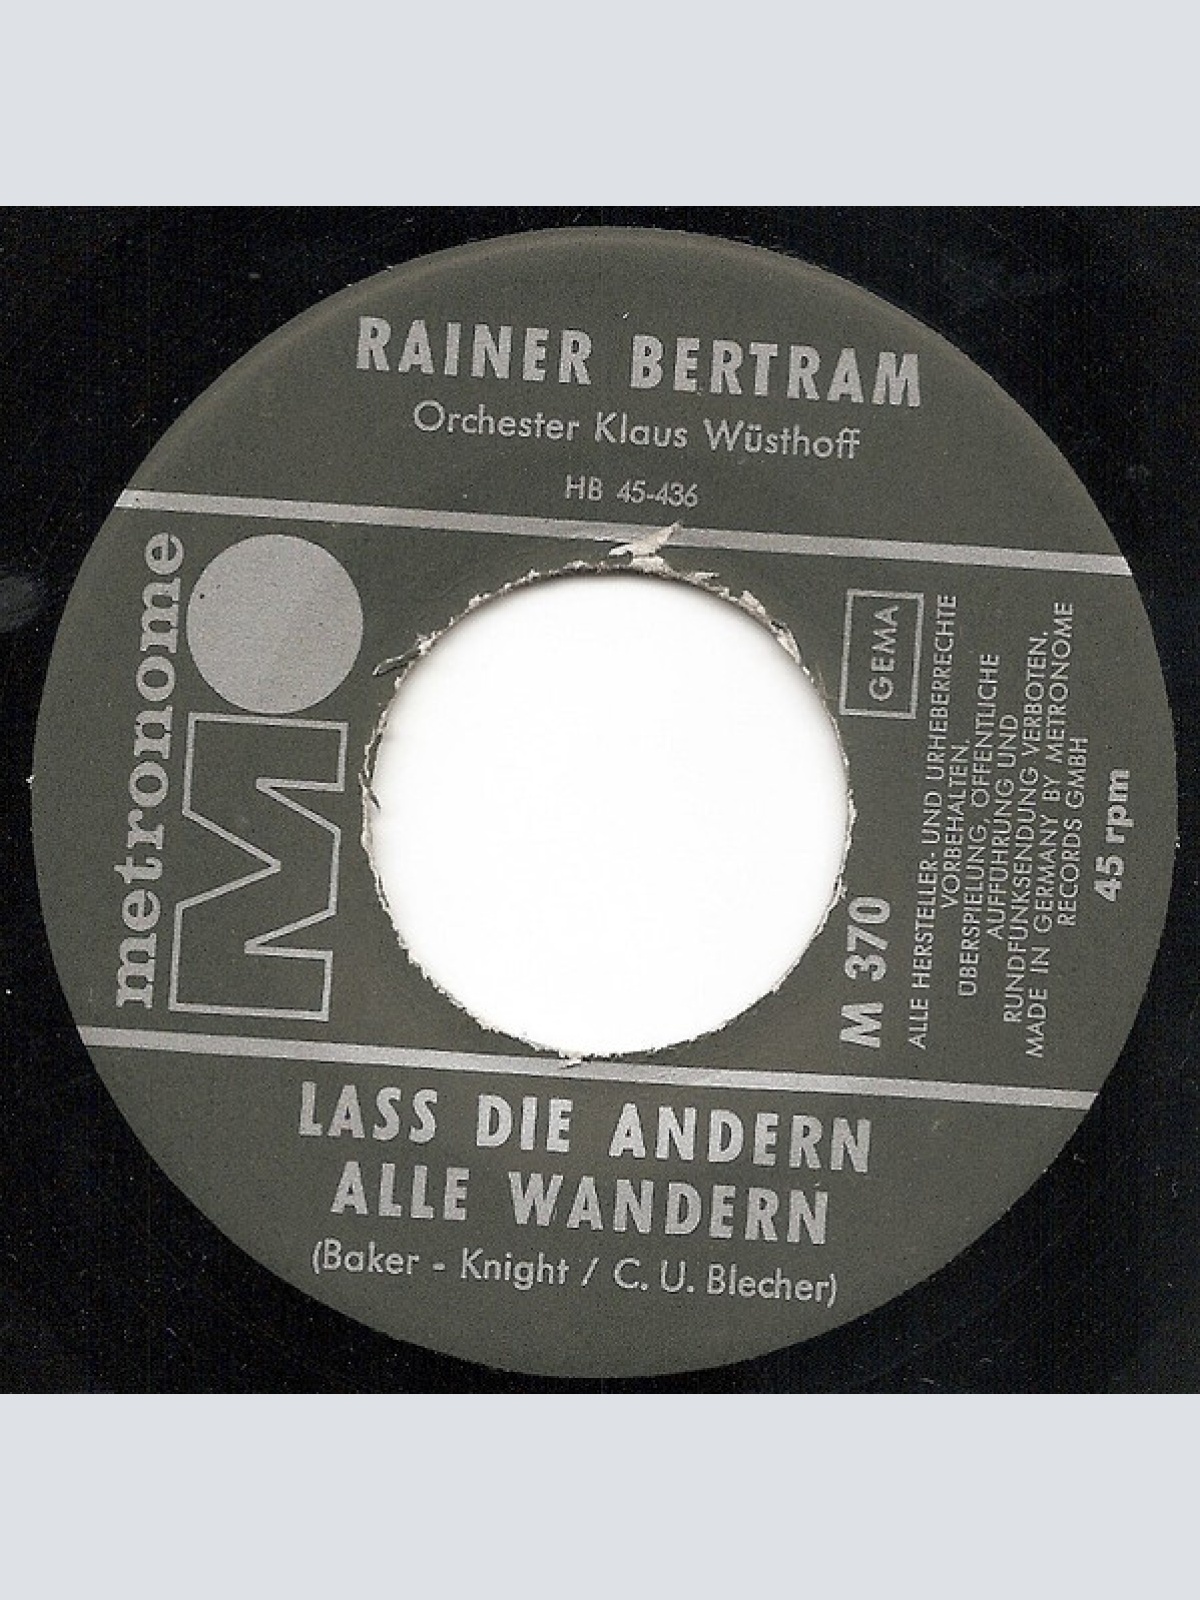 RAINER BERTRAM
Orchester Klaus Wüsthoff
HB 45-436
metronome
M
GEMA
M 370
ALLE HERSTELLER- UND URHEBERRECHTE
VORBEHALTEN.
ÜBERSPIELUNG, ÖFFENTLICHE
AUFFÜHRUNG UND
RUNDFUNKSENDUNG VERBOTEN.
MADE IN GERMANY BY METRONOME
RECORDS GMBH
45 rpm
LASS DIE ANDERN
ALLE WANDERN
(Baker - Knight / C. U. Blecher)